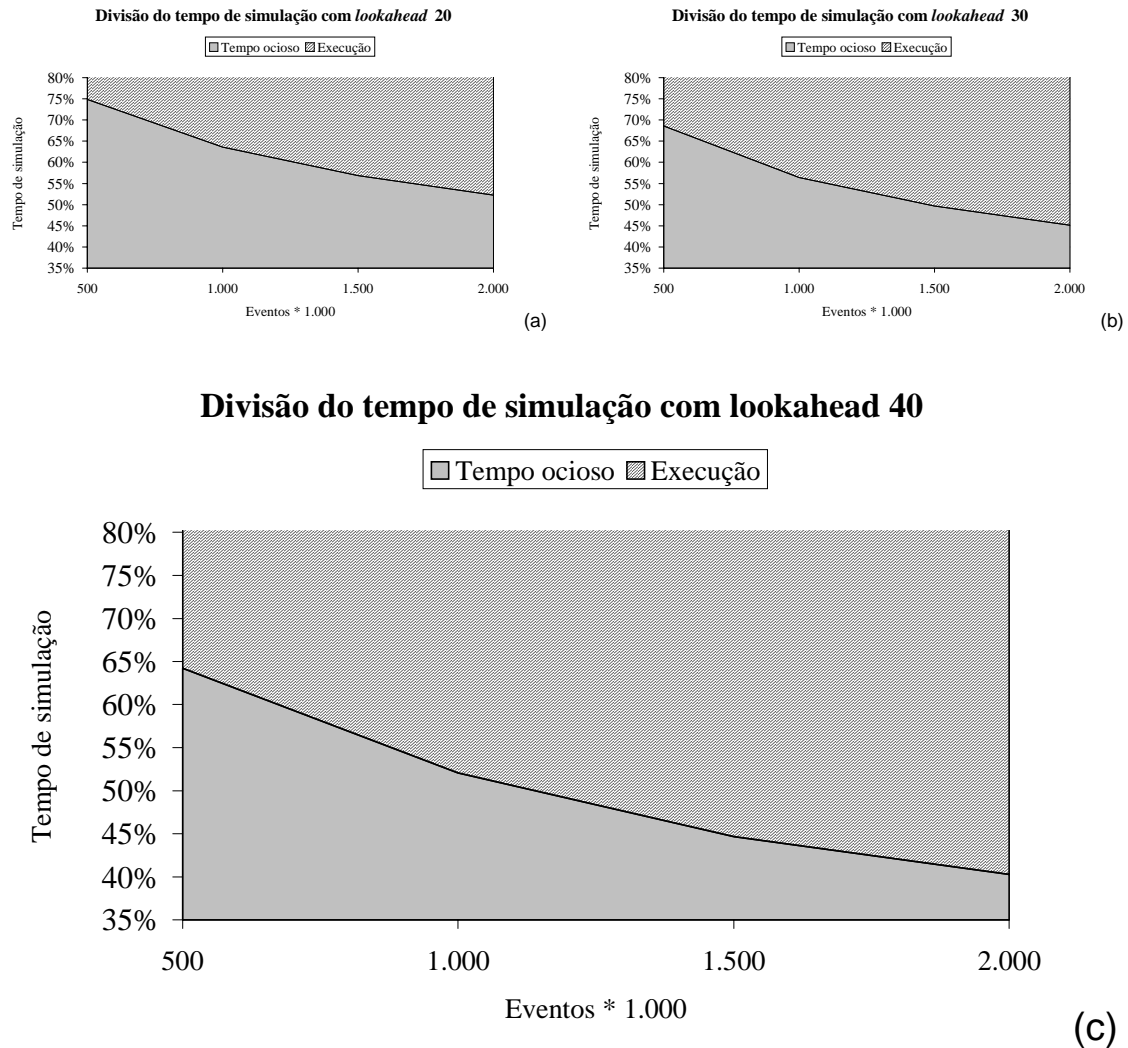 Divisão do tempo de simulação com lookahead 20
Tempo ocioso Execução
80%
75%
70%
65%
60%
55%
50%
45%
40%
35%
Tempo de simulação
500 1.000 1.500 2.000
Eventos * 1.000
(a)
Divisão do tempo de simulação com lookahead 30
Tempo ocioso Execução
80%
75%
70%
65%
60%
55%
50%
45%
40%
35%
Tempo de simulação
500 1.000 1.500 2.000
Eventos * 1.000
(b)
Divisão do tempo de simulação com lookahead 40
Tempo ocioso Execução
80%
75%
70%
65%
60%
55%
50%
45%
40%
35%
Tempo de simulação
500 1.000 1.500 2.000
Eventos * 1.000
(c)